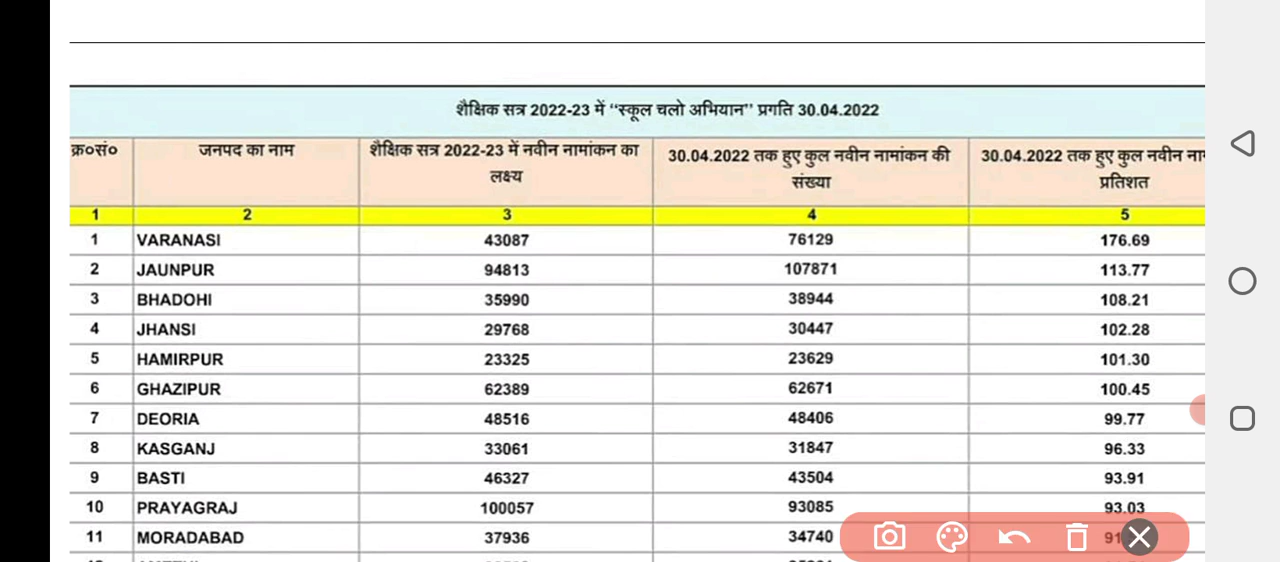 शैक्षिक सत्र 2022-23 में “स्कूल चलो अभियान” प्रगति 30.04.2022
क्र०सं० जनपद का नाम शैक्षिक सत्र 2022-23 में नवीन नामांकन का लक्ष्य 30.04.2022 तक हुए कुल नवीन नामांकन की संख्या 30.04.2022 तक हुए कुल नवीन प्रतिशत
1 2 3 4 5
1 VARANASI 43087 76129 176.69
2 JAUNPUR 94813 107871 113.77
3 BHADOHI 35990 38944 108.21
4 JHANSI 29768 30447 102.28
5 HAMIRPUR 23325 23629 101.30
6 GHAZIPUR 62389 62671 100.45
7 DEORIA 48516 48406 99.77
8 KASGANJ 33061 31847 96.33
9 BASTI 46327 43504 93.91
10 PRAYAGRAJ 100057 93085 93.03
11 MORADABAD 37936 34740